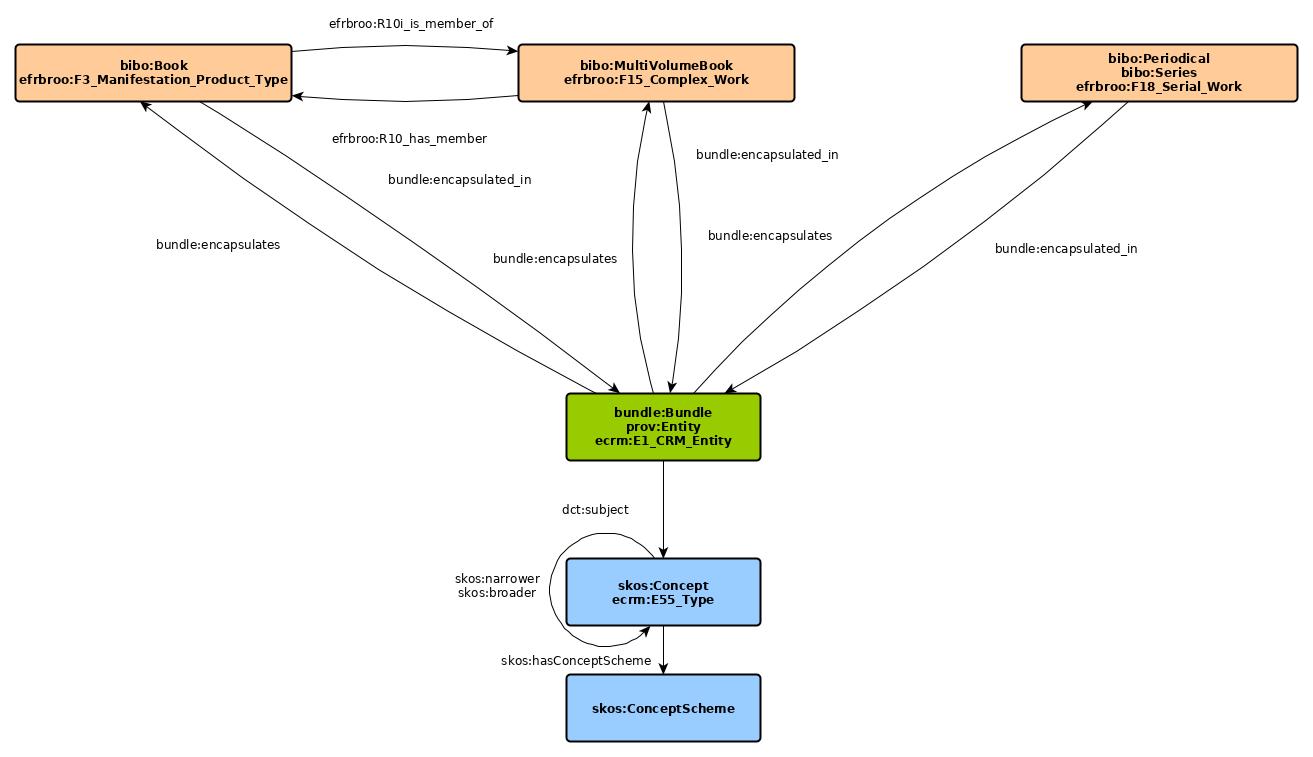 efrbroo:R10i_is_member_of
bibo:Book
efrbroo:F3_Manifestation_Product_Type
bibo:MultiVolumeBook
efrbroo:F15_Complex_Work
bibo:Periodical
bibo:Series
efrbroo:F18_Serial_Work
efrbroo:R10_has_member
bundle:encapsulated_in
bundle:encapsulated_in
bundle:encapsulates
bundle:encapsulates
bundle:encapsulates
bundle:encapsulated_in
bundle:Bundle
prov:Entity
ecrm:E1_CRM_Entity
dct:subject
skos:narrower
skos:broader
skos:Concept
ecrm:E55_Type
skos:hasConceptScheme
skos:ConceptScheme